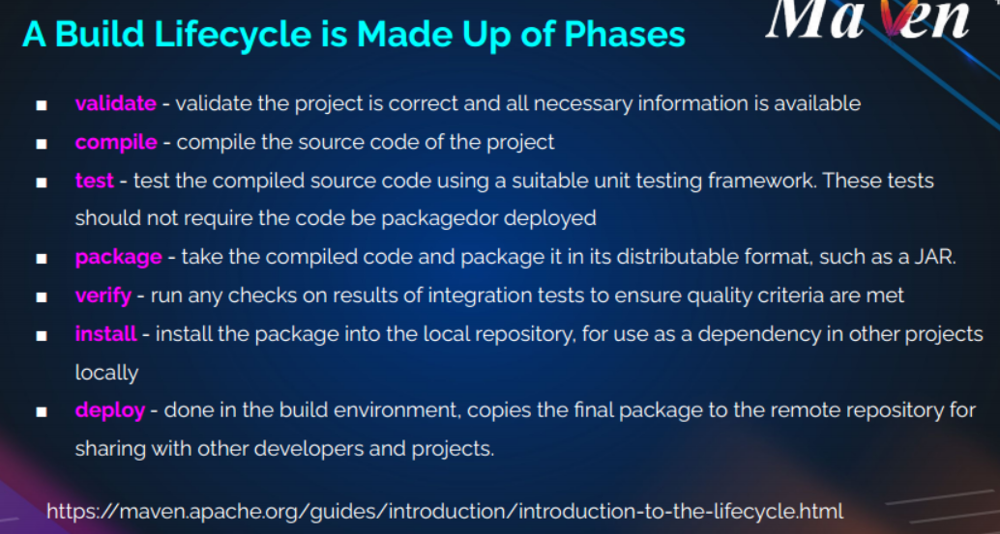 A Build Lifecycle is Made Up of Phases
Maven
▪ validate - validate the project is correct and all necessary information is available
▪ compile - compile the source code of the project
▪ test - test the compiled source code using a suitable unit testing framework. These tests
should not require the code be packagedor deployed
▪ package - take the compiled code and package it in its distributable format, such as a JAR.
▪ verify - run any checks on results of integration tests to ensure quality criteria are met
▪ install - install the package into the local repository, for use as a dependency in other projects
locally
▪ deploy - done in the build environment, copies the final package to the remote repository for
sharing with other developers and projects.
https://maven.apache.org/guides/introduction/introduction-to-the-lifecycle.html